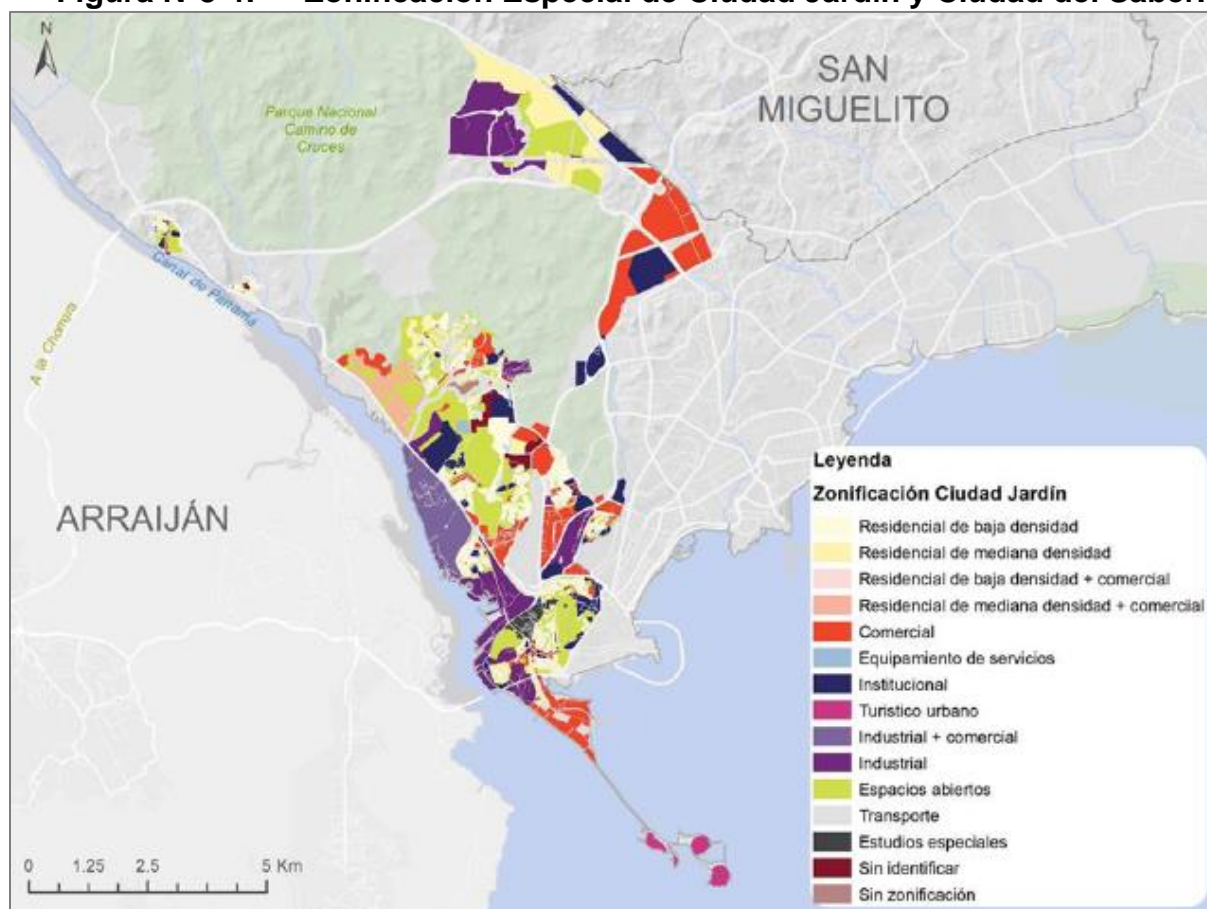 Figura N°3-4. Zonificación Especial de Ciudad Jardín y Ciudad del Saber.
N
SAN
MIGUELITO
Parque Nacional
Camino de
Cruces
Canal de Panamá
A la Chorrera
ARRAIJÁN
Leyenda
Zonificación Ciudad Jardín
Residencial de baja densidad
Residencial de mediana densidad
Residencial de baja densidad + comercial
Residencial de mediana densidad + comercial
Comercial
Equipamiento de servicios
Institucional
Turístico urbano
Industrial + comercial
Industrial
Espacios abiertos
Transporte
Estudios especiales
Sin identificar
Sin zonificación
0 1.25 2.5 5 Km